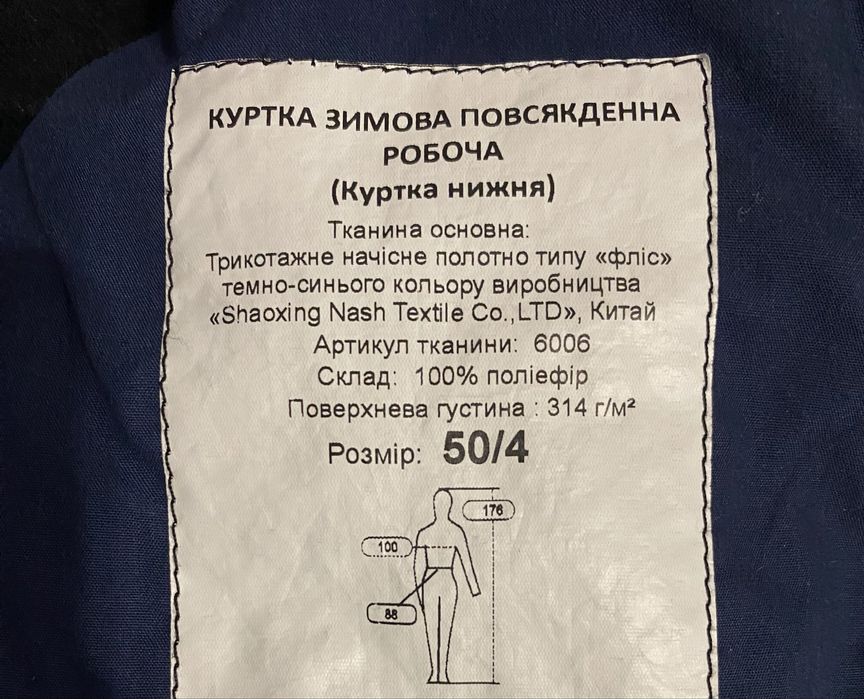 КУРТКА ЗИМОВА ПОВСЯКДЕННА
РОБОЧА
(Куртка нижня)
Тканина основна:
Трикотажне начісне полотно типу «фліс»
темно-синього кольору виробництва
«Shaoxing Nash Textile Co.,LTD», Китай
Артикул тканини: 6006
Склад: 100% поліефір
Поверхнева густина : 314 г/м²
Розмір: 50/4
176
100
88